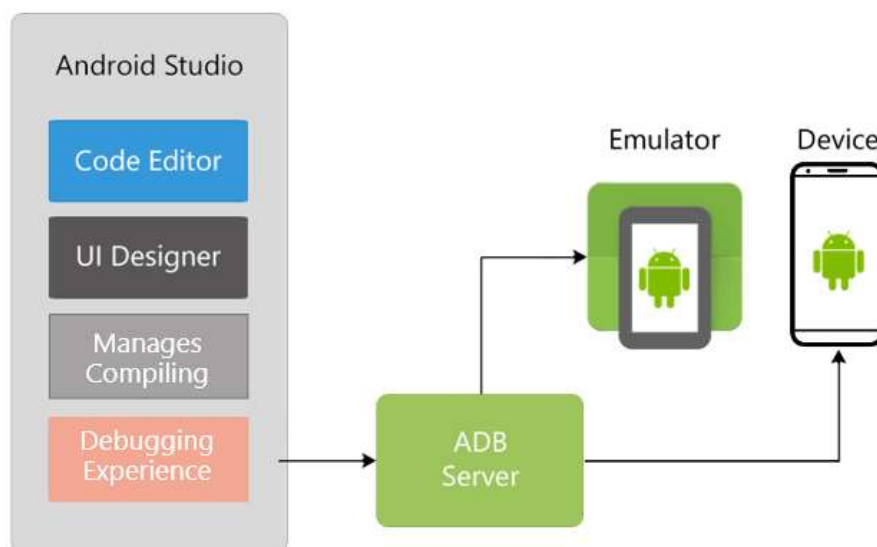 Android Studio
Code Editor
UI Designer
Manages
Compiling
Debugging
Experience
ADB
Server
Emulator
Device